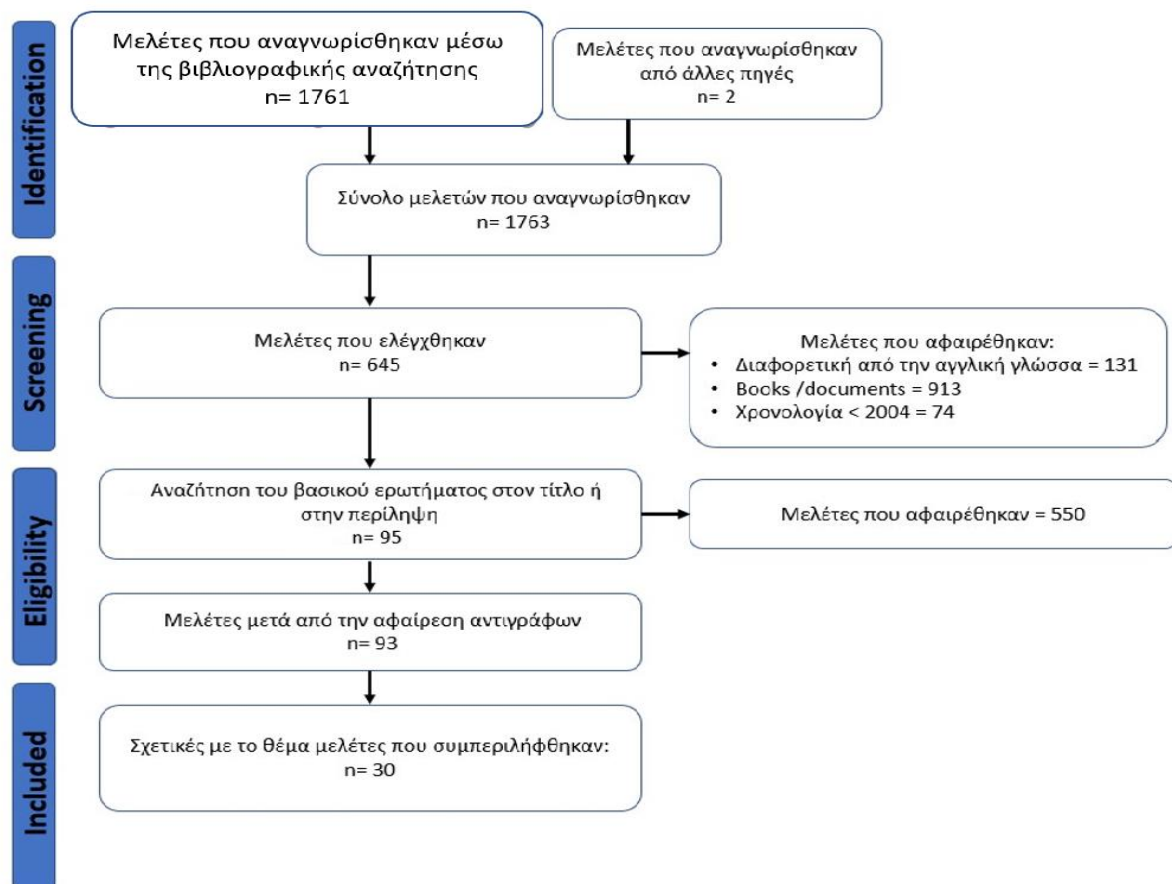 Identification
Μελέτες που αναγνωρίσθηκαν μέσω
της βιβλιογραφικής αναζήτησης
n= 1761
Μελέτες που αναγνωρίσθηκαν
από άλλες πηγές
n= 2
Σύνολο μελετών που αναγνωρίσθηκαν
n= 1763
Screening
Μελέτες που ελέγχθηκαν
n= 645
Μελέτες που αφαιρέθηκαν:
• Διαφορετική από την αγγλική γλώσσα = 131
• Books /documents = 913
• Χρονολογία < 2004 = 74
Eligibility
Αναζήτηση του βασικού ερωτήματος στον τίτλο ή
στην περίληψη
n= 95
Μελέτες που αφαιρέθηκαν = 550
Μελέτες μετά από την αφαίρεση αντιγράφων
n= 93
Included
Σχετικές με το θέμα μελέτες που συμπεριλήφθηκαν:
n= 30